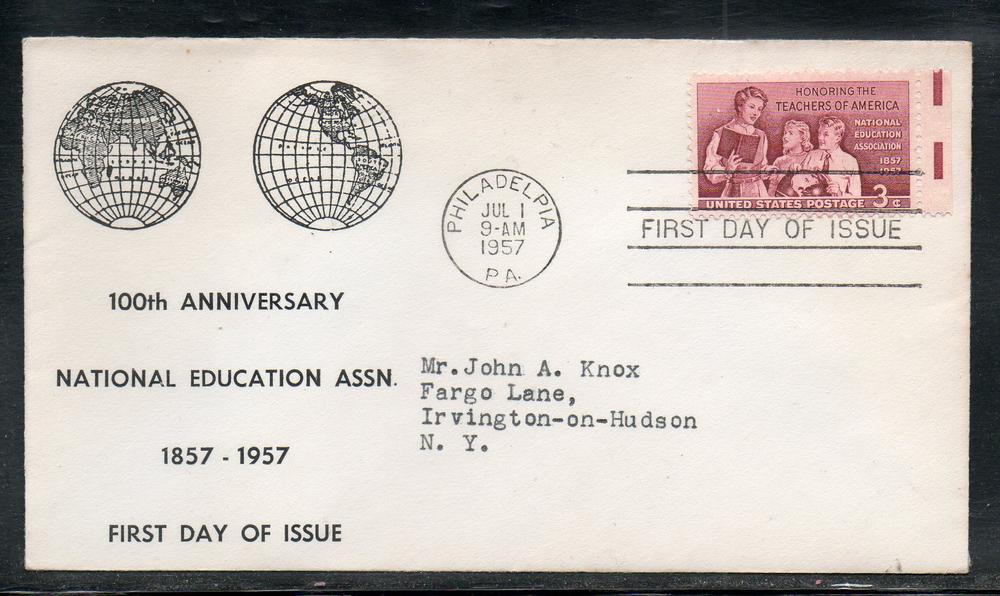 HONORING THE
TEACHERS OF AMERICA
NATIONAL
EDUCATION
ASSOCIATION
1857
1957
UNITED STATES POSTAGE 3¢
PHILADELPIA
JUL 1
9-AM
1957
PA.
FIRST DAY OF ISSUE
100th ANNIVERSARY
NATIONAL EDUCATION ASSN.
1857 - 1957
FIRST DAY OF ISSUE
Mr.John A. Knox
Fargo Lane,
Irvington-on-Hudson
N. Y.